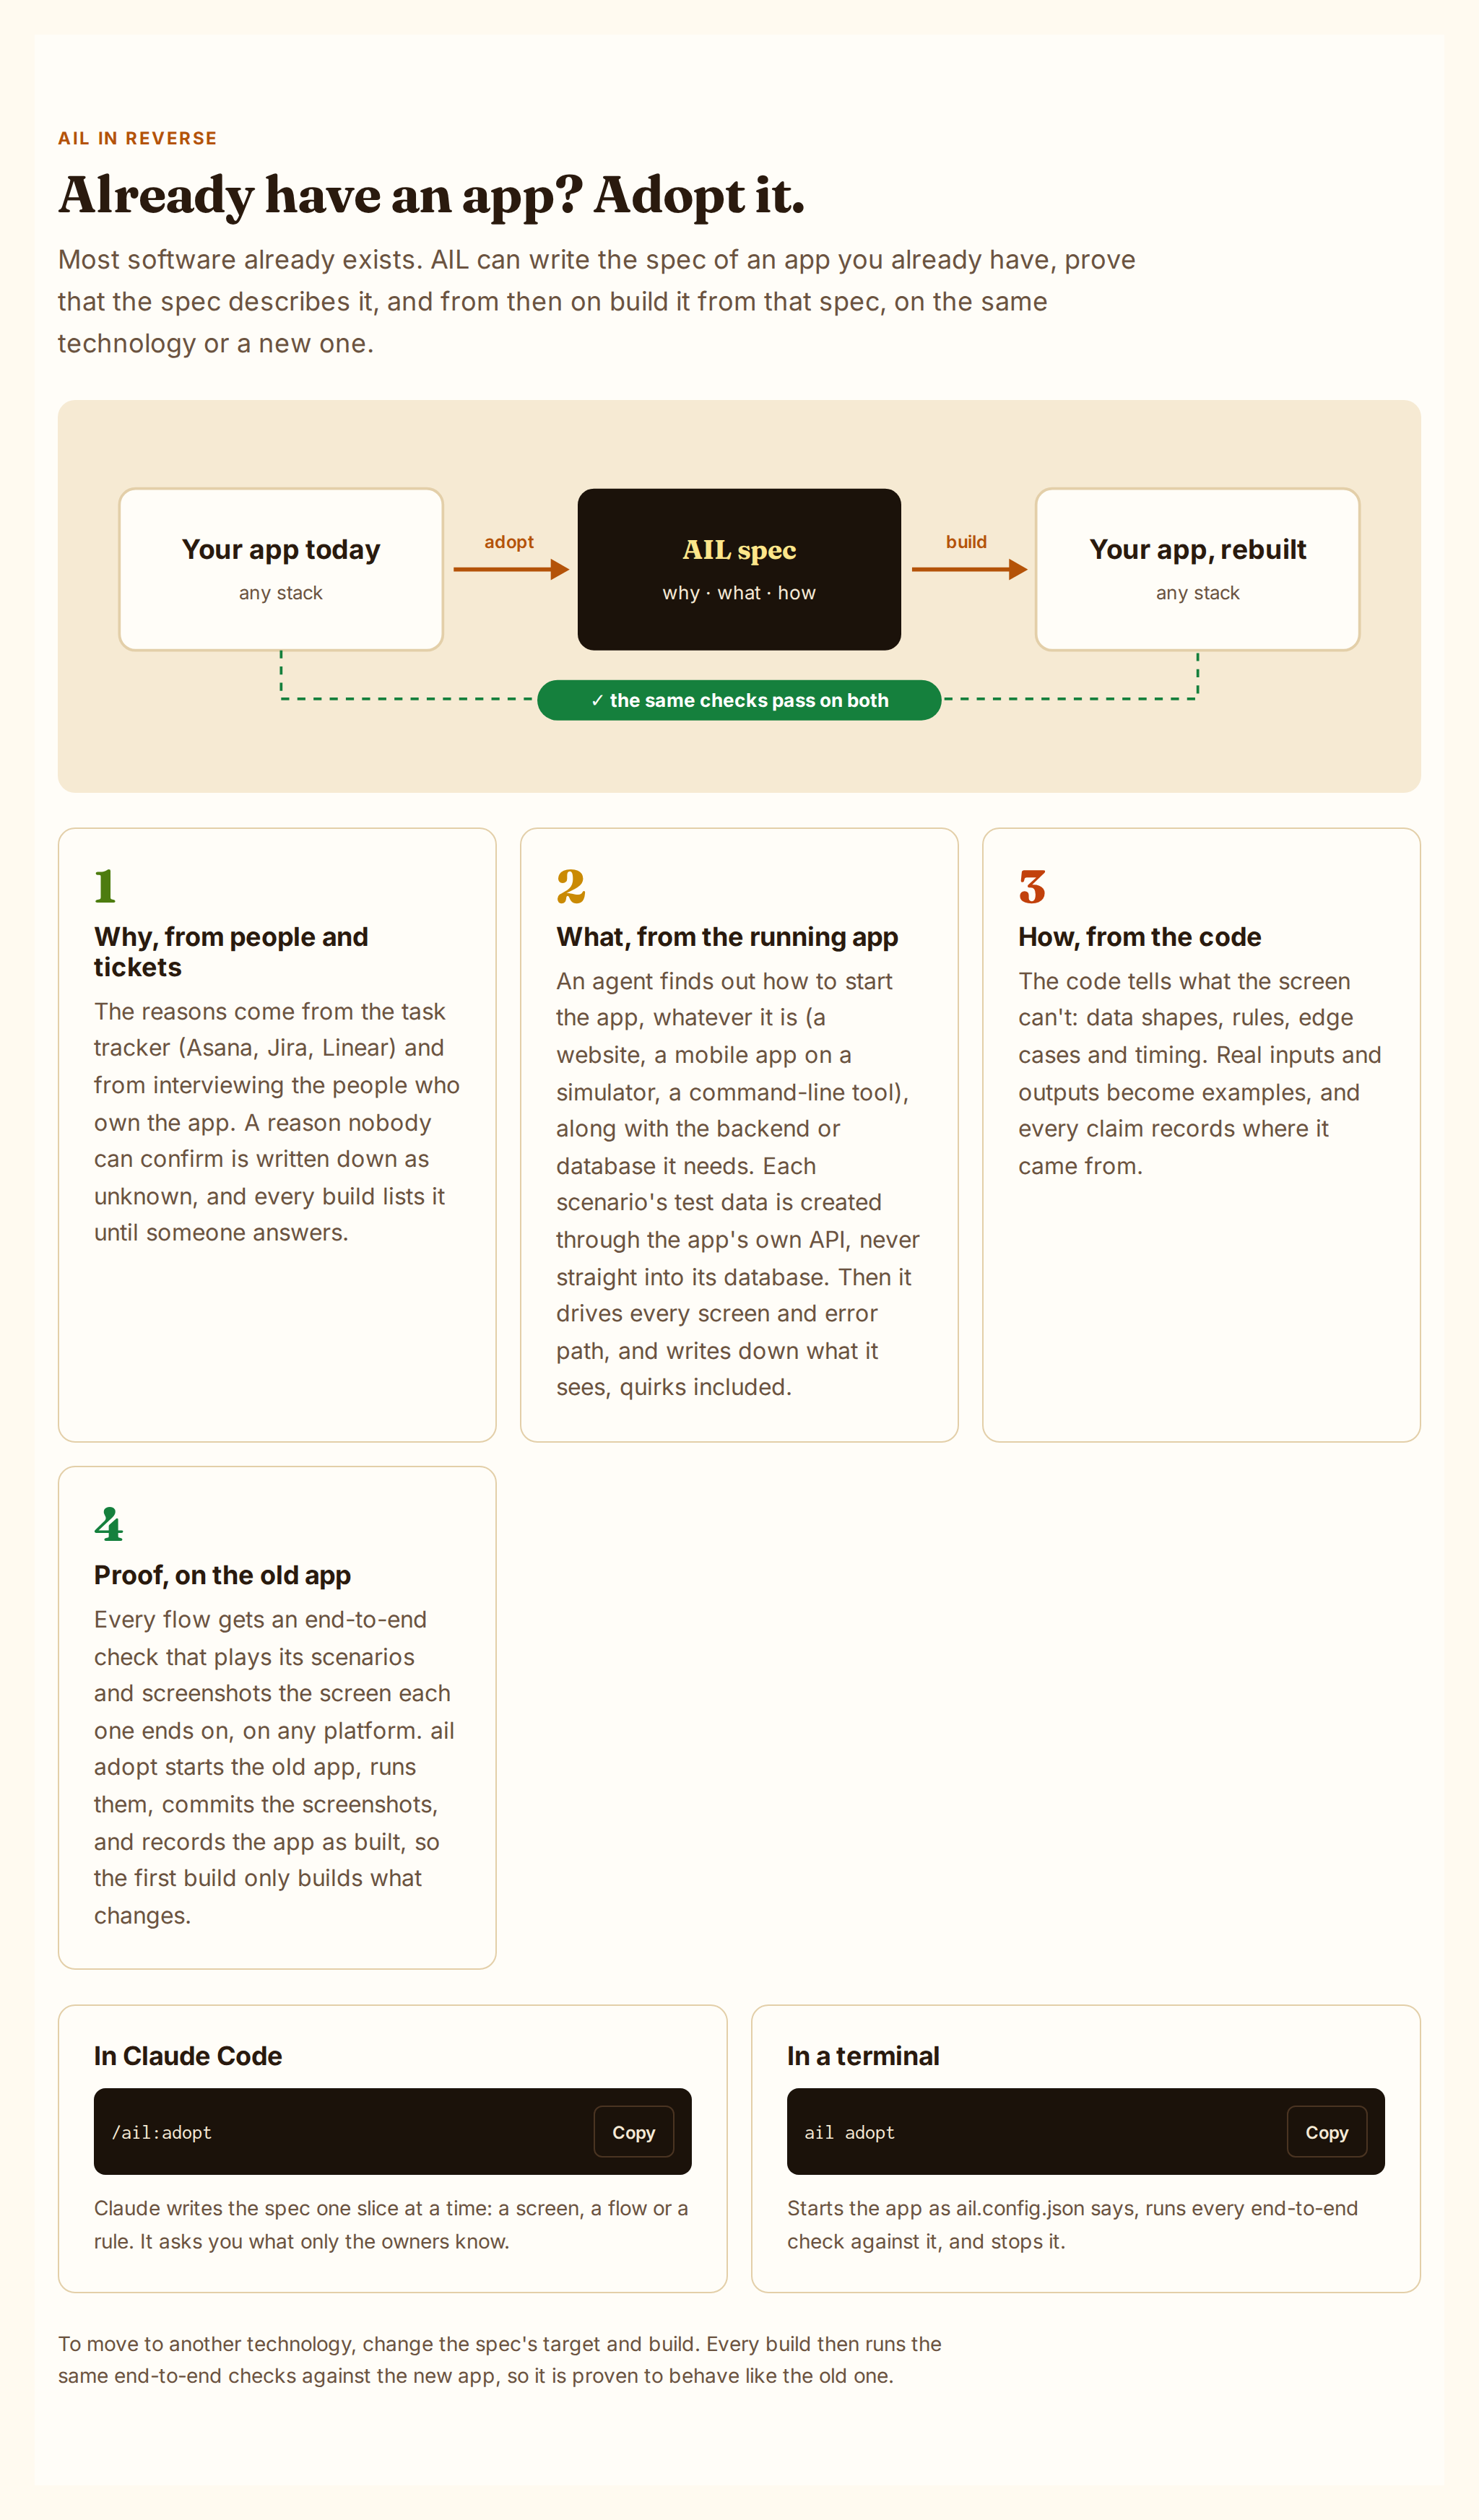 AIL IN REVERSE
Already have an app? Adopt it.
Most software already exists. AIL can write the spec of an app you already have, prove
that the spec describes it, and from then on build it from that spec, on the same
technology or a new one.
Your app today
any stack
adopt
AIL spec
why · what · how
build
Your app, rebuilt
any stack
✓ the same checks pass on both
1
Why, from people and
tickets
The reasons come from the task
tracker (Asana, Jira, Linear) and
from interviewing the people who
own the app. A reason nobody
can confirm is written down as
unknown, and every build lists it
until someone answers.
2
What, from the running app
An agent finds out how to start
the app, whatever it is (a
website, a mobile app on a
simulator, a command-line tool),
along with the backend or
database it needs. Each
scenario's test data is created
through the app's own API, never
straight into its database. Then it
drives every screen and error
path, and writes down what it
sees, quirks included.
3
How, from the code
The code tells what the screen
can't: data shapes, rules, edge
cases and timing. Real inputs and
outputs become examples, and
every claim records where it
came from.
4
Proof, on the old app
Every flow gets an end-to-end
check that plays its scenarios
and screenshots the screen each
one ends on, on any platform. ail
adopt starts the old app, runs
them, commits the screenshots,
and records the app as built, so
the first build only builds what
changes.
In Claude Code
/ail:adopt
Copy
Claude writes the spec one slice at a time: a screen, a flow or a
rule. It asks you what only the owners know.
In a terminal
ail adopt
Copy
Starts the app as ail.config.json says, runs every end-to-end
check against it, and stops it.
To move to another technology, change the spec's target and build. Every build then runs the
same end-to-end checks against the new app, so it is proven to behave like the old one.